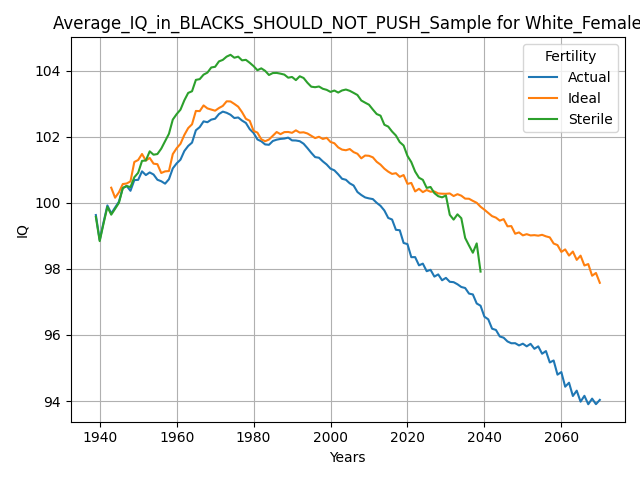 Average_IQ_in_BLACKS_SHOULD_NOT_PUSH_Sample for White_Female
IQ
104
102
100
98
96
94
1940
1960
1980
2000
2020
2040
2060
Years
Fertility
Actual
Ideal
Sterile